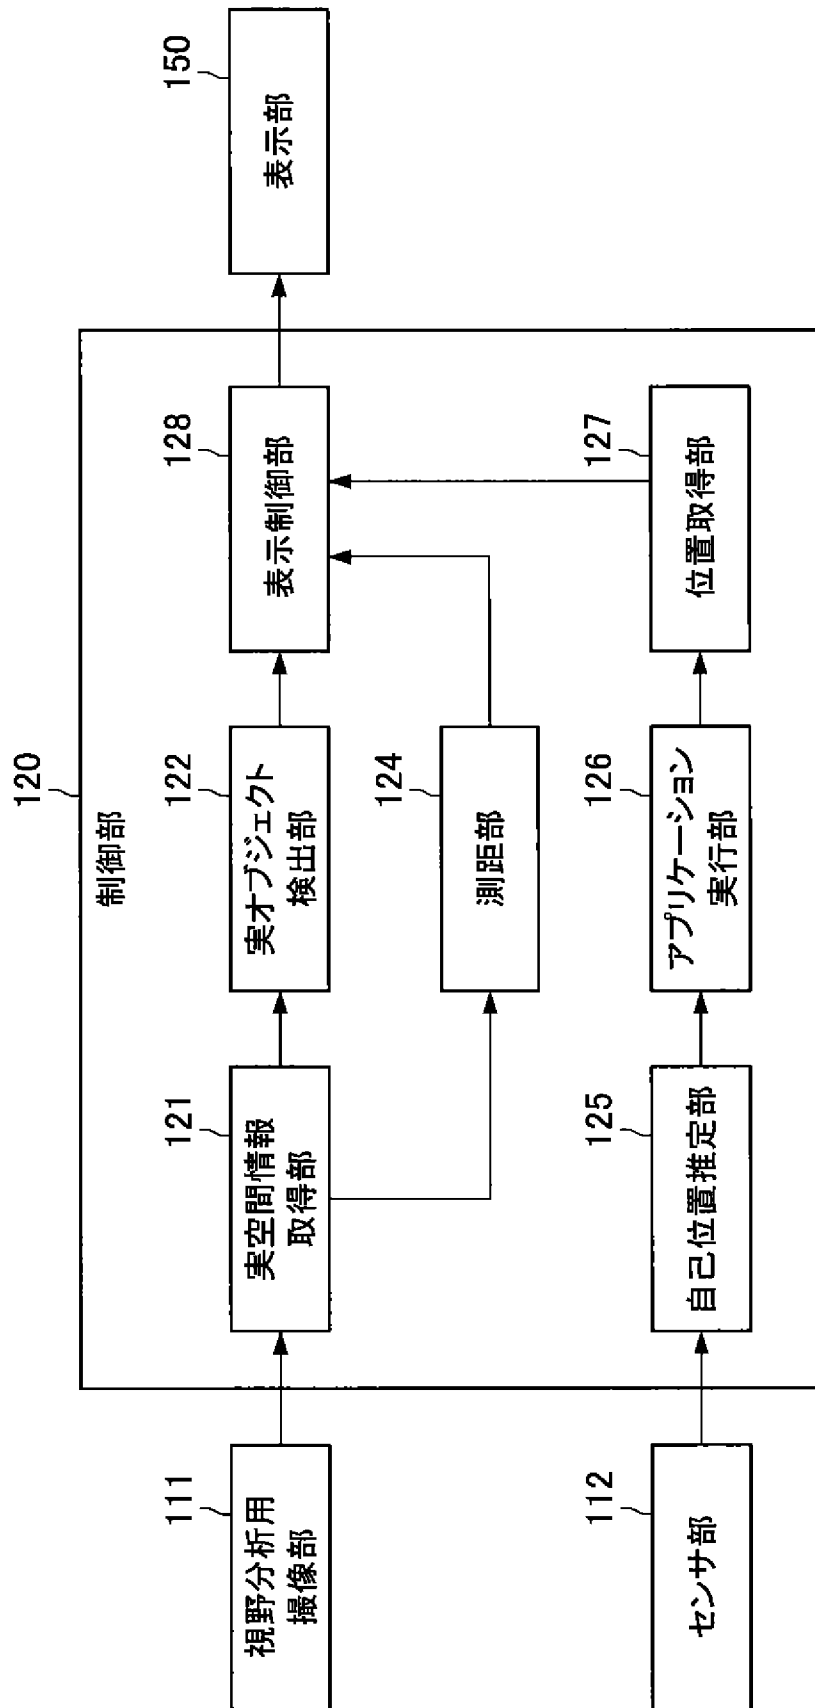 120
制御部
111
視野分析用
撮像部
121
実空間情報
取得部
122
実オブジェクト
検出部
128
表示制御部
150
表示部
124
測距部
112
センサ部
125
自己位置推定部
126
アプリケーション
実行部
127
位置取得部